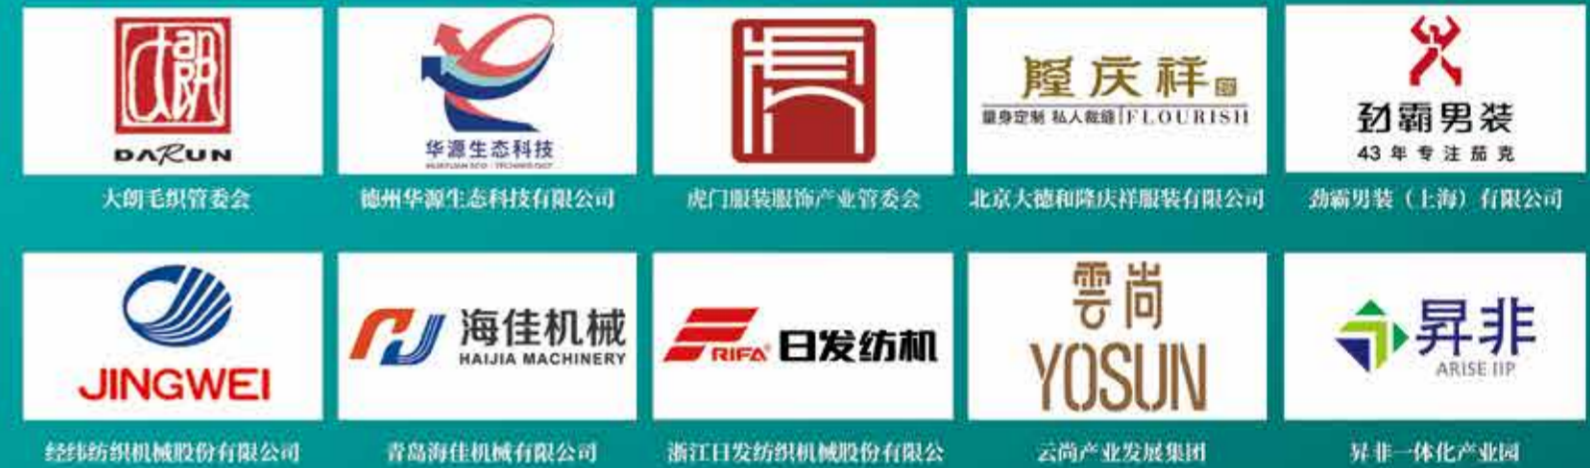 大朗
DARUN
华源生态科技
HUAYUAN ECO - TECHNOLOGY
隆庆祥
量身定制 私人裁缝 FLOURISH
劲霸男装
43年专注茄克
大朗毛织管委会
德州华源生态科技有限公司
虎门服装服饰产业管委会
北京大德和隆庆祥服装有限公司
劲霸男装（上海）有限公司
JINGWEI
海佳机械
HAIJIA MACHINERY
RIFA® 日发纺机
雲尚
YOSUN
昇非
ARISE IIP
经纬纺织机械股份有限公司
青岛海佳机械有限公司
浙江日发纺织机械股份有限公
云尚产业发展集团
昇非一体化产业园